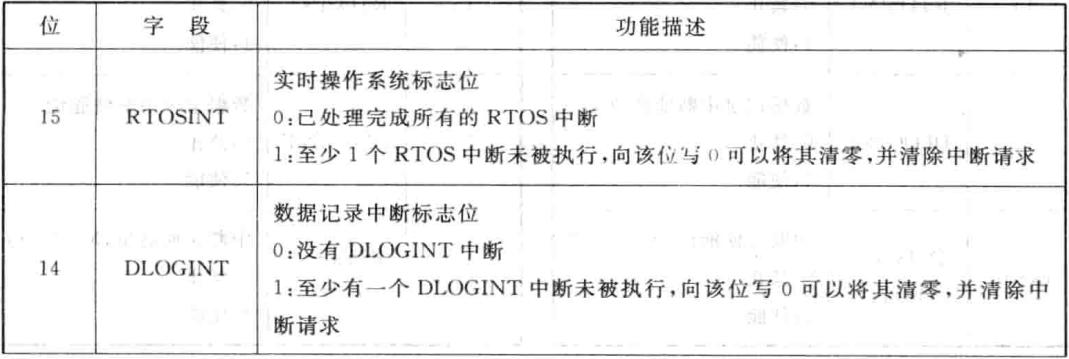 位 字 段 功能描述
实时操作系统标志位
15 RTOSINT 0:已处理完成所有的 RTOS 中断
1:至少 1 个 RTOS 中断未被执行,向该位写 0 可以将其清零,并清除中断请求
数据记录中断标志位
0:没有 DLOGINT 中断
14 DLOGINT
1:至少有一个 DLOGINT 中断未被执行,向该位写 0 可以将其清零,并清除中
断请求